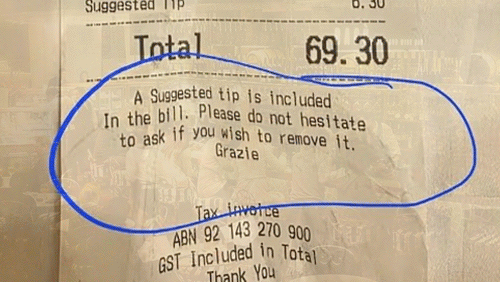 Suggested Tip 6.30
Total 69.30
A Suggested tip is included
In the bill. Please do not hesitate
to ask if you wish to remove it.
Grazie
Tax invoice
ABN 92 143 270 900
GST Included in Total
Thank You